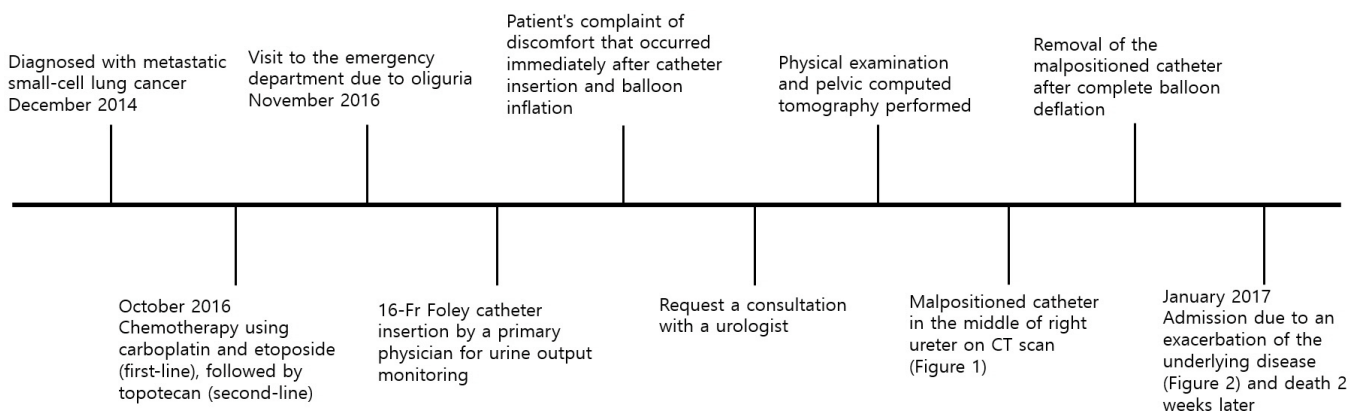 Diagnosed with metastatic
small-cell lung cancer
December 2014
October 2016
Chemotherapy using
carboplatin and etoposide
(first-line), followed by
topotecan (second-line)
Visit to the emergency
department due to oliguria
November 2016
16-Fr Foley catheter
insertion by a primary
physician for urine output
monitoring
Patient's complaint of
discomfort that occurred
immediately after catheter
insertion and balloon
inflation
Request a consultation
with a urologist
Physical examination
and pelvic computed
tomography performed
Malpositioned catheter
in the middle of right
ureter on CT scan
(Figure 1)
Removal of the
malpositioned catheter
after complete balloon
deflation
January 2017
Admission due to an
exacerbation of the
underlying disease
(Figure 2) and death 2
weeks later